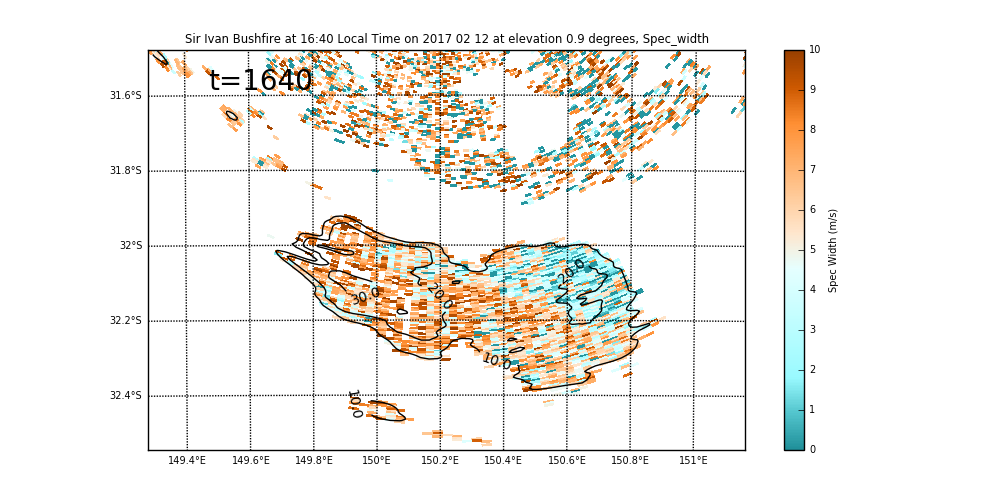 Sir Ivan Bushfire at 16:40 Local Time on 2017 02 12 at elevation 0.9 degrees, Spec_width
t=1640
31.6°S
31.8°S
32°S
32.2°S
32.4°S
149.4°E 149.6°E 149.8°E 150°E 150.2°E 150.4°E 150.6°E 150.8°E 151°E
30.0
20.0
20.0
10.0
10.0
10
9
8
7
6
5
4
3
2
1
0
Spec Width (m/s)